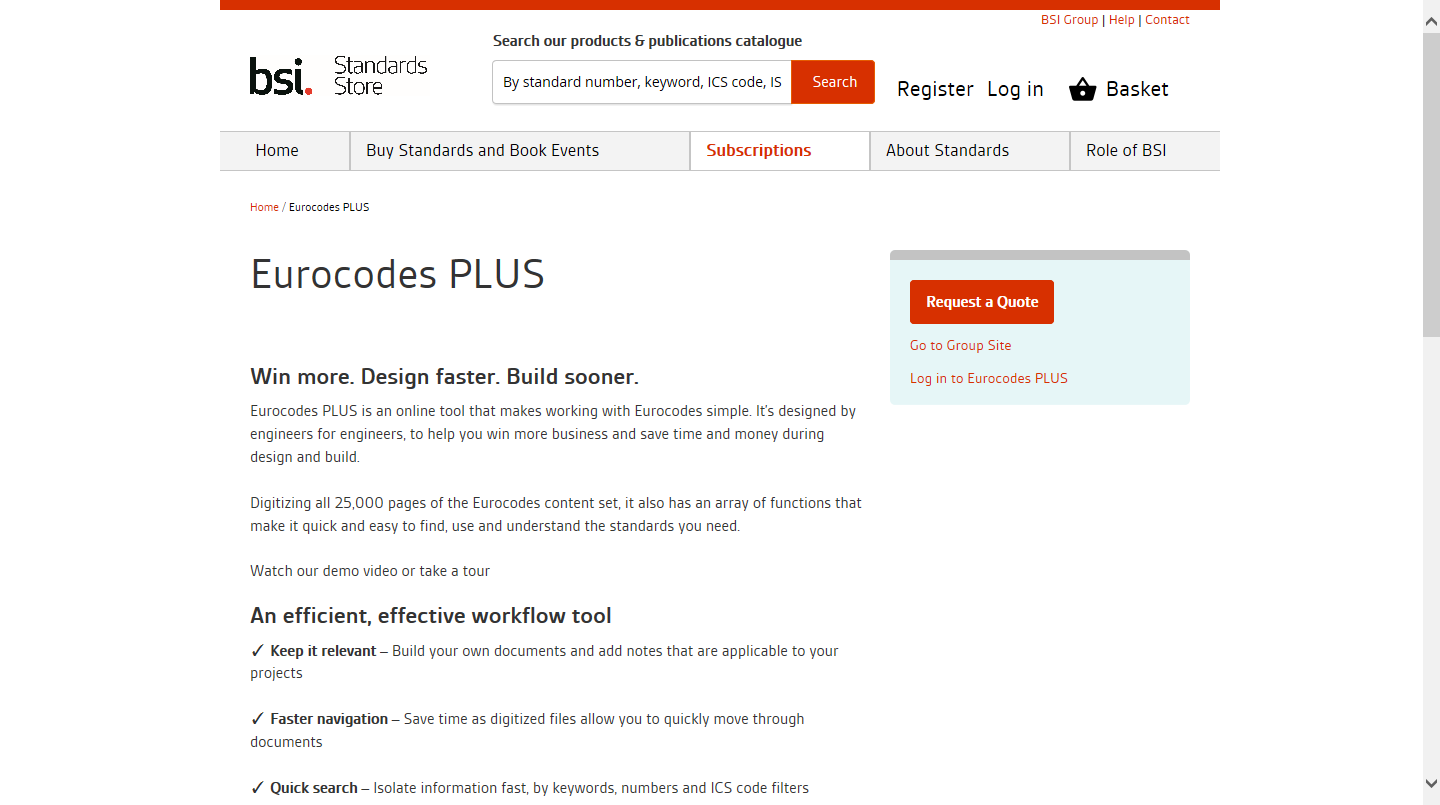 BSI Group | Help | Contact
Search our products & publications catalogue
bsi. Standards
Store
By standard number, keyword, ICS code, IS
Search
Register Log in Basket
Home
Buy Standards and Book Events
Subscriptions
About Standards
Role of BSI
Home / Eurocodes PLUS
Eurocodes PLUS
Request a Quote
Go to Group Site
Log in to Eurocodes PLUS
Win more. Design faster. Build sooner.
Eurocodes PLUS is an online tool that makes working with Eurocodes simple. It's designed by
engineers for engineers, to help you win more business and save time and money during
design and build.
Digitizing all 25,000 pages of the Eurocodes content set, it also has an array of functions that
make it quick and easy to find, use and understand the standards you need.
Watch our demo video or take a tour
An efficient, effective workflow tool
✓ Keep it relevant – Build your own documents and add notes that are applicable to your
projects
✓ Faster navigation – Save time as digitized files allow you to quickly move through
documents
✓ Quick search – Isolate information fast, by keywords, numbers and ICS code filters